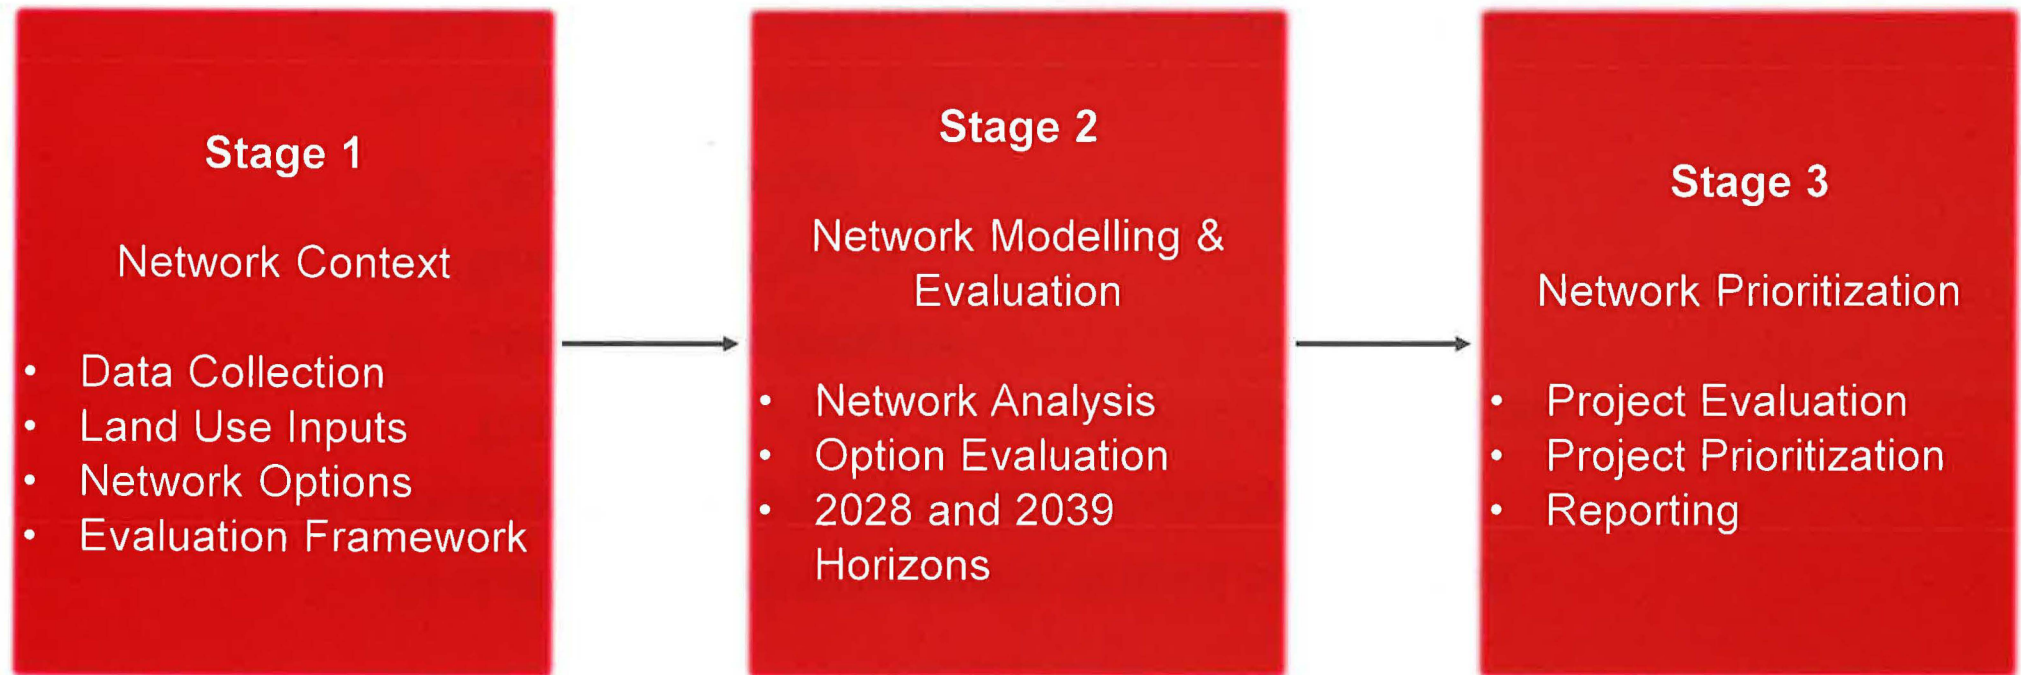 Stage 1
Network Context
• Data Collection
• Land Use Inputs
• Network Options
• Evaluation Framework
Stage 2
Network Modelling &
Evaluation
• Network Analysis
• Option Evaluation
• 2028 and 2039
Horizons
Stage 3
Network Prioritization
• Project Evaluation
• Project Prioritization
• Reporting